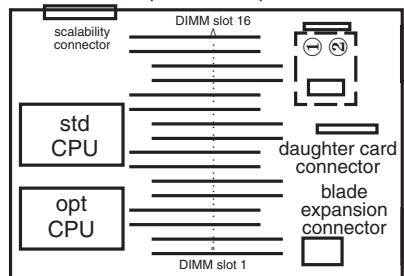 DIMM slot 16
scalability
connector
1 2
std
CPU
daughter card
connector
opt
CPU
blade
expansion
connector
DIMM slot 1